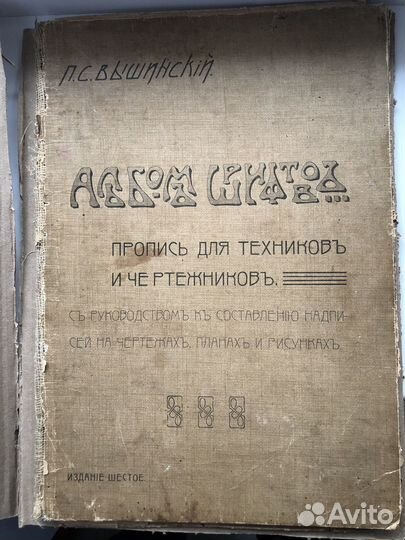 П.С.ВЫШИНСКІЙ.
АЛЬБОМЪ ШРИФТОВЪ...
ПРОПИСЬ ДЛЯ ТЕХНИКОВЪ
И ЧЕРТЕЖНИКОВЪ.
СЪ РУКОВОДСТВОМЪ КЪ СОСТАВЛЕНІЮ НАДПИ-
СЕЙ НА ЧЕРТЕЖАХЪ, ПЛАНАХЪ И РИСУНКАХЪ.
ИЗДАНІЕ ШЕСТОЕ.
Avito